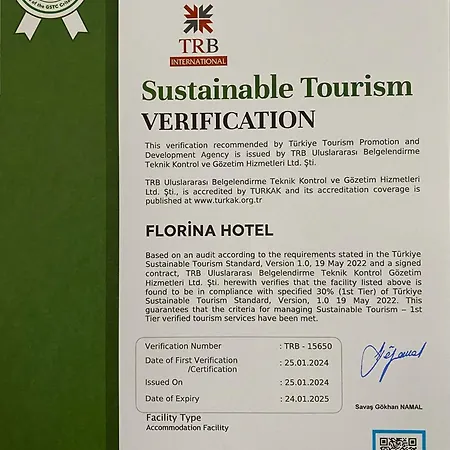 of the GSTC Crite
TRB
INTERNATIONAL
Sustainable Tourism
VERIFICATION
This verification recommended by Türkiye Tourism Promotion and
Development Agency is issued by TRB Uluslararası Belgelendirme
Teknik Kontrol ve Gözetim Hizmetleri Ltd. Şti.
TRB Uluslararası Belgelendirme Teknik Kontrol ve Gözetim Hizmetleri
Ltd. Şti., is accredited by TURKAK and its accreditation coverage is
published at www.turkak.org.tr
FLORİNA HOTEL
Based on an audit according to the requirements stated in the Türkiye
Sustainable Tourism Standard, Version 1.0, 19 May 2022 and a signed
contract, TRB Uluslararası Belgelendirme Teknik Kontrol Gözetim
Hizmetleri Ltd. Şti. herewith verifies that the facility listed above is
found to be in compliance with specified 30% (1st Tier) of Türkiye
Sustainable Tourism Standard, Version, 1.0 19 May 2022. This
guarantees that the criteria for managing Sustainable Tourism – 1st
Tier verified tourism services have been met.
Verification Number : TRB - 15650
Date of First Verification : 25.01.2024
/Certification
Issued On : 25.01.2024
Date of Expiry : 24.01.2025
Savaş Gökhan NAMAL
Facility Type
Accommodation Facility